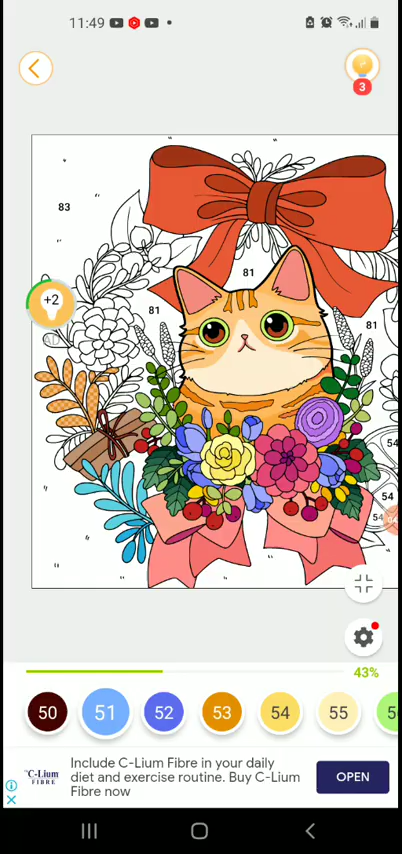 11:49
3
83
81
+2
AD
81
81
54
54
54
43%
50
51
52
53
54
55
C-Lium
FIBRE
Include C-Lium Fibre in your daily
diet and exercise routine. Buy C-Lium
Fibre now
OPEN